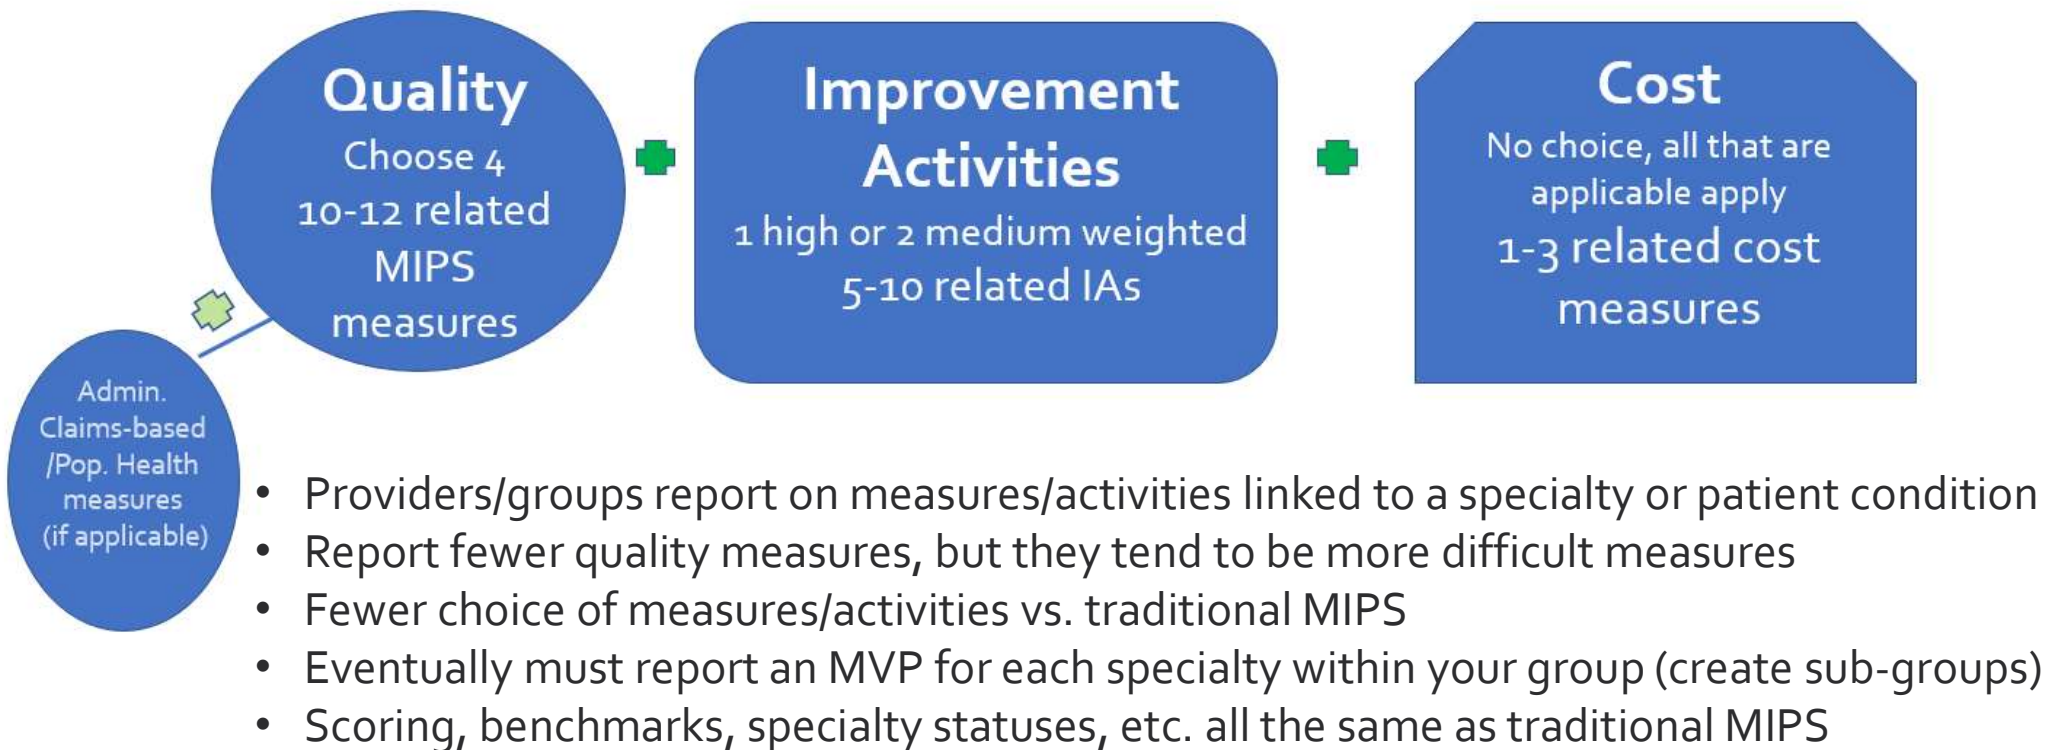 Quality
Choose 4
10-12 related
MIPS
measures
Improvement
Activities
1 high or 2 medium weighted
5-10 related IAs
Cost
No choice, all that are
applicable apply
1-3 related cost
measures
Admin.
Claims-based
/Pop. Health
measures
(if applicable)
• Providers/groups report on measures/activities linked to a specialty or patient condition
• Report fewer quality measures, but they tend to be more difficult measures
• Fewer choice of measures/activities vs. traditional MIPS
• Eventually must report an MVP for each specialty within your group (create sub-groups)
• Scoring, benchmarks, specialty statuses, etc. all the same as traditional MIPS